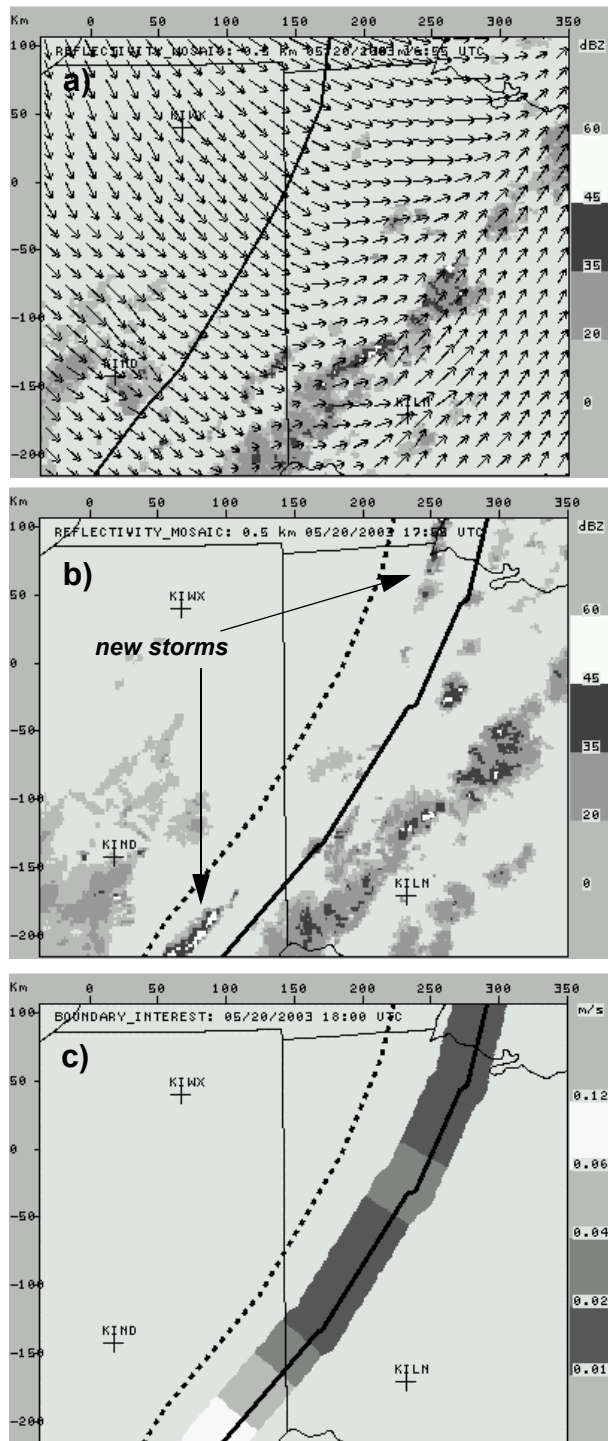 Km 0 50 100 150 200 250 300 350
100 REFLECTIVITY_MOSAIC: 0.5 km 05/20/2003 16:55 UTC dBZ
a)
60
50 KIWX
45
0
-50
35
-100 20
KIND
-150 KILN 0
-200
Km 0 50 100 150 200 250 300 350
100 REFLECTIVITY_MOSAIC: 0.5 km 05/20/2003 17:55 UTC dBZ
b)
60
50 KIWX
new storms
45
0
-50
35
-100 20
KIND
-150 KILN 0
-200
Km 0 50 100 150 200 250 300 350
100 BOUNDARY_INTEREST: 05/20/2003 18:00 UTC m/s
c)
0.12
50 KIWX
0.06
0
-50
0.04
-100 0.02
KIND
-150 KILN 0.01
-200